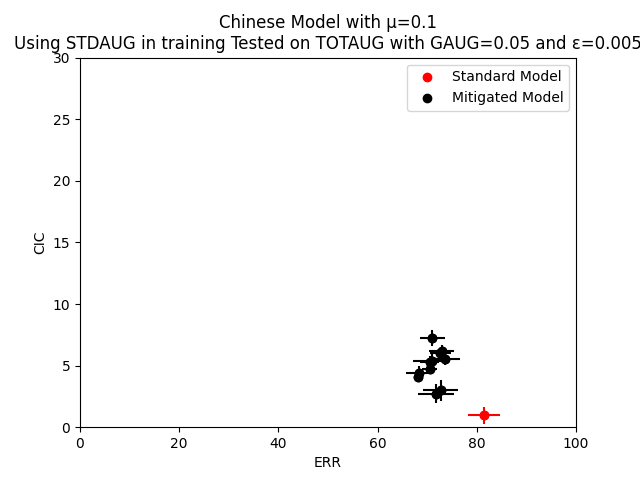 Chinese Model with μ=0.1
Using STDAUG in training Tested on TOTAUG with GAUG=0.05 and ε=0.005
Standard Model
Mitigated Model
30
25
20
15
10
5
0
CIC
0 20 40 60 80 100
ERR